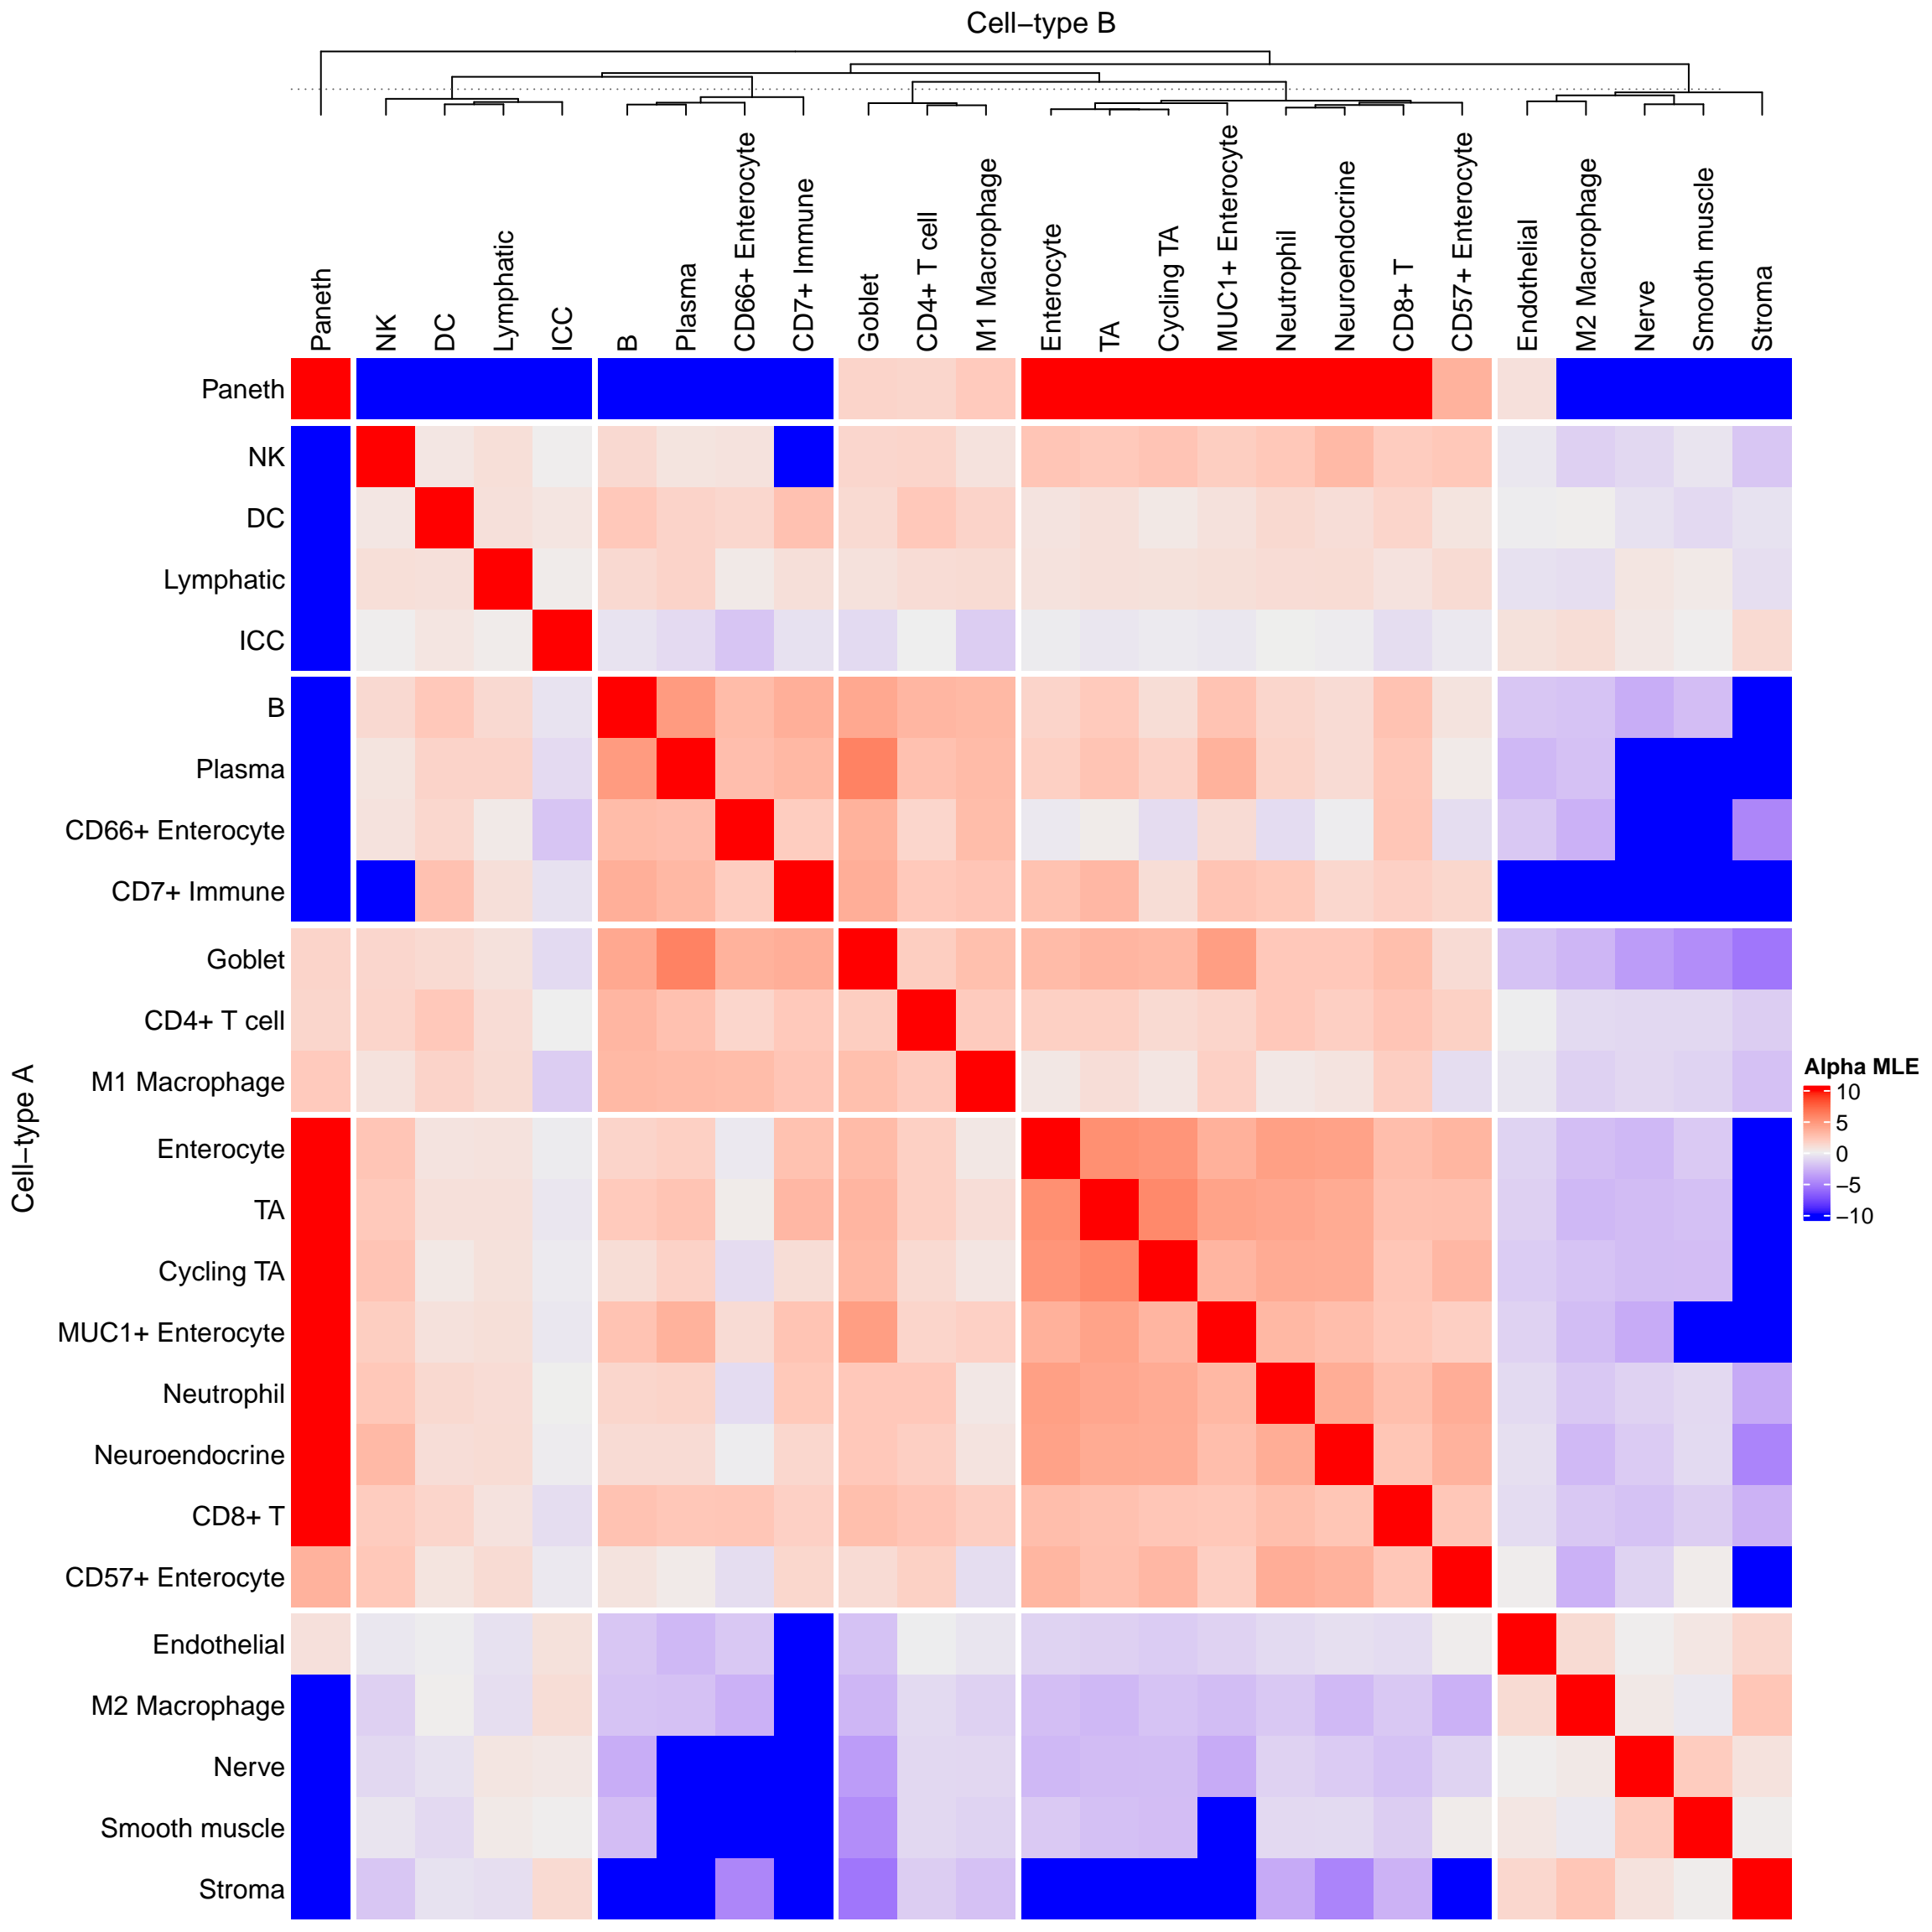 Cell−type B
Paneth
NK
DC
Lymphatic
ICC
B
Plasma
CD66+ Enterocyte
CD7+ Immune
Goblet
CD4+ T cell
M1 Macrophage
Enterocyte
TA
Cycling TA
MUC1+ Enterocyte
Neutrophil
Neuroendocrine
CD8+ T
CD57+ Enterocyte
Endothelial
M2 Macrophage
Nerve
Smooth muscle
Stroma
Cell−type A
Paneth
NK
DC
Lymphatic
ICC
B
Plasma
CD66+ Enterocyte
CD7+ Immune
Goblet
CD4+ T cell
M1 Macrophage
Enterocyte
TA
Cycling TA
MUC1+ Enterocyte
Neutrophil
Neuroendocrine
CD8+ T
CD57+ Enterocyte
Endothelial
M2 Macrophage
Nerve
Smooth muscle
Stroma
Alpha MLE
10
5
0
−5
−10